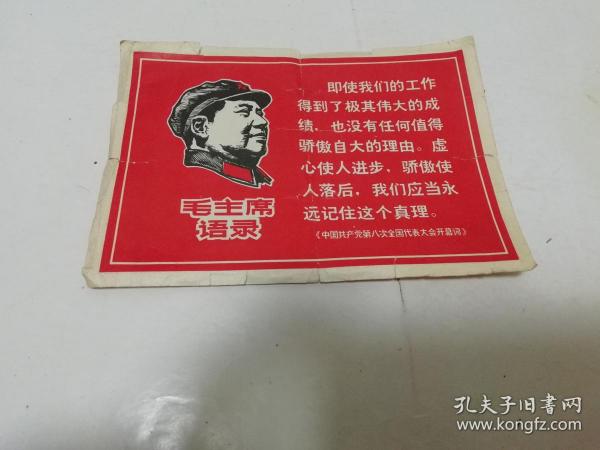 即使我们的工作
得到了极其伟大的成
绩，也没有任何值得
骄傲自大的理由。虚
心使人进步，骄傲使
人落后，我们应当永
远记住这个真理。
《中国共产党第八次全国代表大会开幕词》
毛主席
语录
孔夫子旧书网
www.kongfz.com